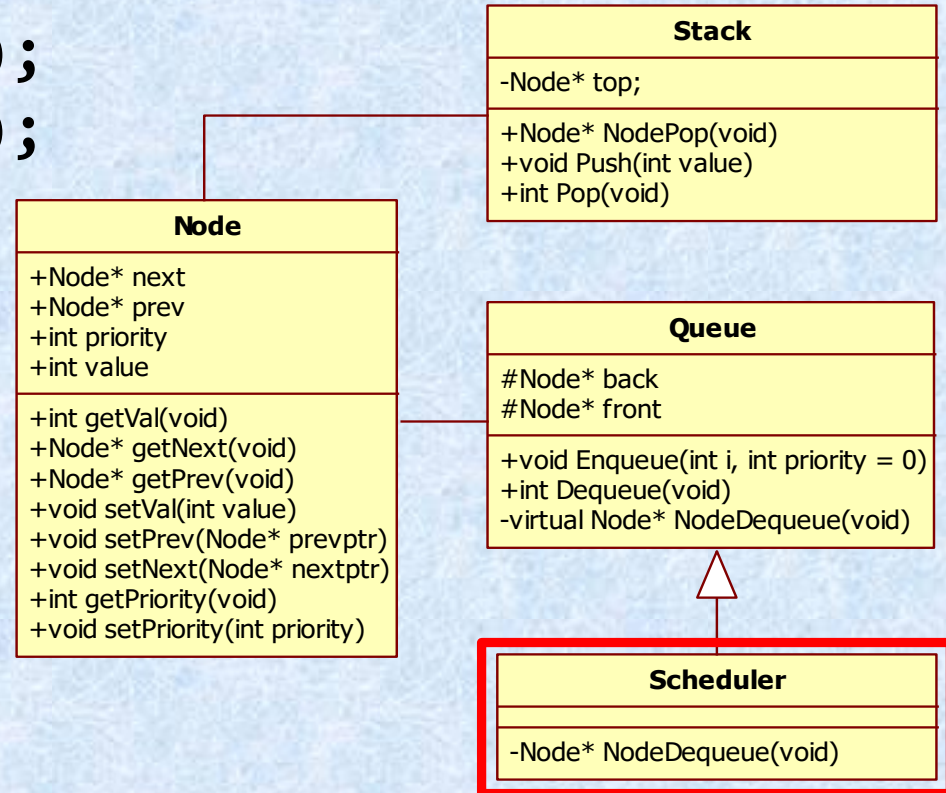 );
);
Stack
-Node* top;
+Node* NodePop(void)
+void Push(int value)
+int Pop(void)
Node
+Node* next
+Node* prev
+int priority
+int value
+int getVal(void)
+Node* getNext(void)
+Node* getPrev(void)
+void setVal(int value)
+void setPrev(Node* prevptr)
+void setNext(Node* nextptr)
+int getPriority(void)
+void setPriority(int priority)
Queue
#Node* back
#Node* front
+void Enqueue(int i, int priority = 0)
+int Dequeue(void)
-virtual Node* NodeDequeue(void)
Scheduler
-Node* NodeDequeue(void)